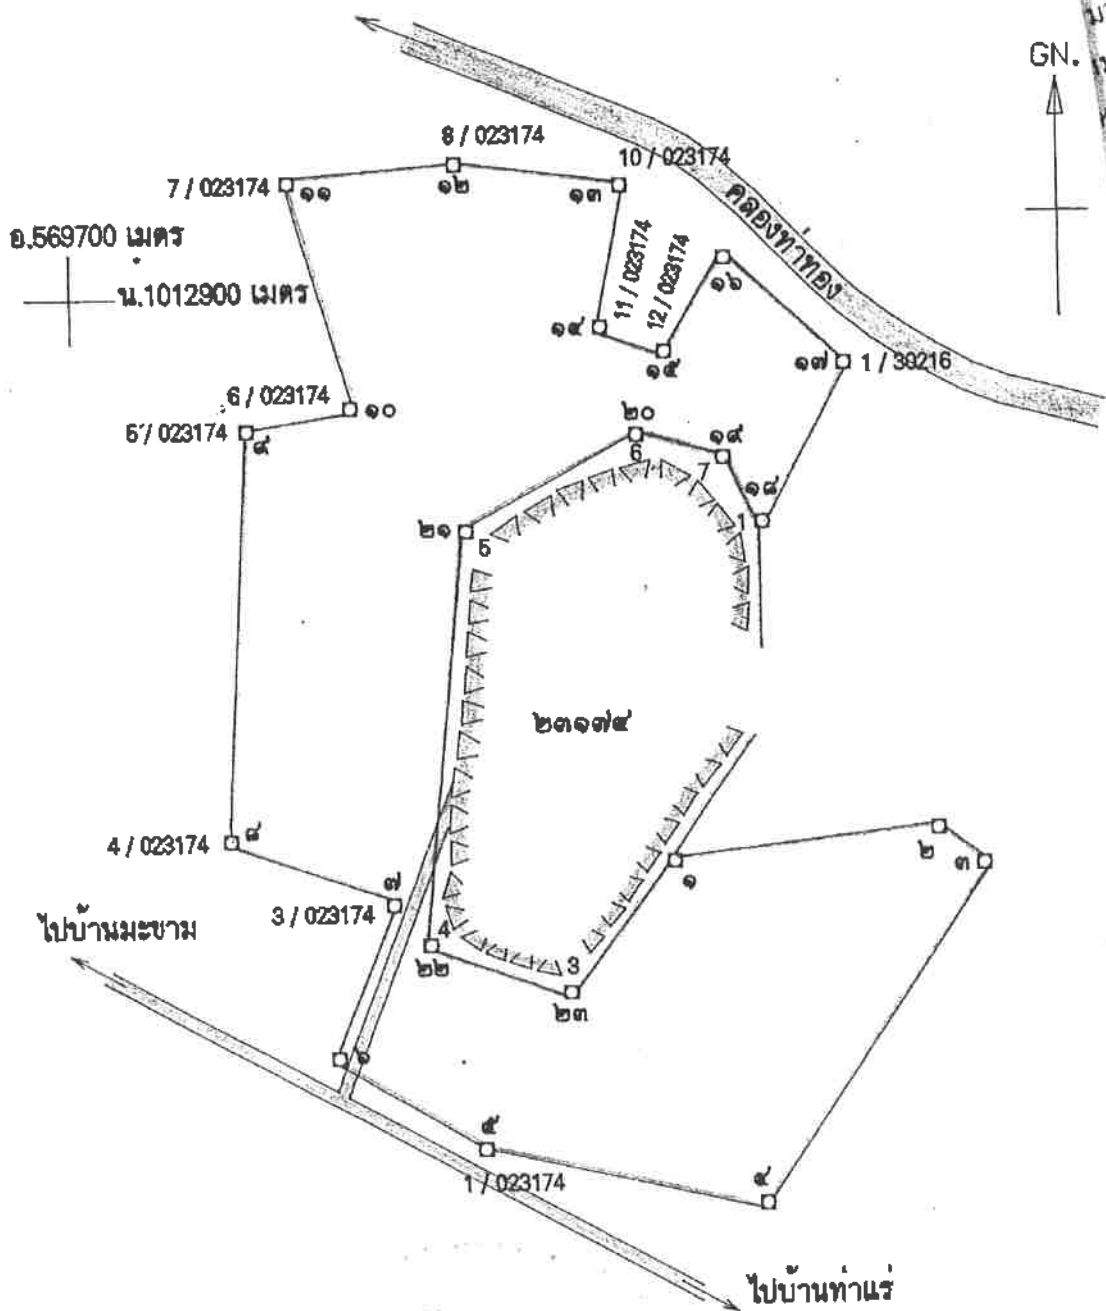 GN.
8 / 023174
10 / 023174
7 / 023174
๑๑
๑๒
๑๓
คลองท่าทอง
อ.569700 เมตร
น.1012900 เมตร
11 / 023174
12 / 023174
๑๖
๑๔
๑๕
๑๗
1 / 30216
6 / 023174
๑๐
5 / 023174
๙
๒๐
6
๑๙
7
๑๘
1
๒๑
5
๒๓๑๗๔
4 / 023174
๘
๒
๓
๑
๗
3 / 023174
ไปบ้านมะขาม
4
๒๒
3
๒๓
๕
1 / 023174
๔
ไปบ้านท่าแร่